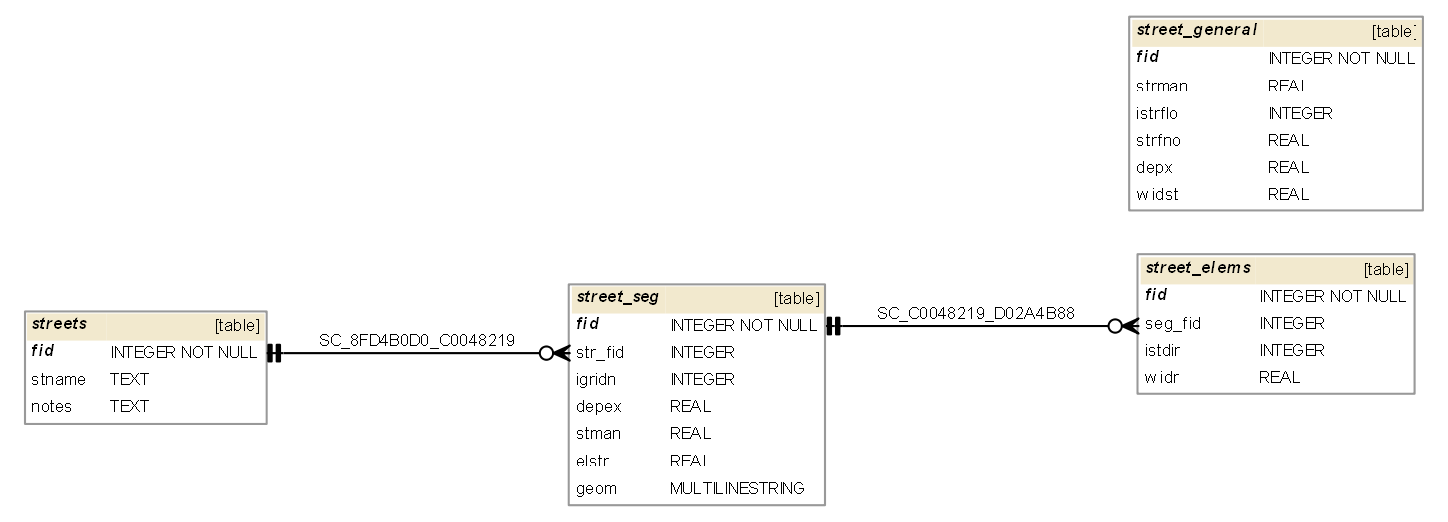 street_general [table]
fid INTEGER NOT NULL
strman REAL
istrflo INTEGER
strfno REAL
depx REAL
widst REAL
street_elems [table]
fid INTEGER NOT NULL
seg_fid INTEGER
istdir INTEGER
widr REAL
SC_C0048219_D02A4B88
street_seg [table]
fid INTEGER NOT NULL
str_fid INTEGER
igridn INTEGER
depex REAL
stman REAL
elstr REAL
geom MULTILINESTRING
SC_8FD4B0D0_C0048219
streets [table]
fid INTEGER NOT NULL
stname TEXT
notes TEXT